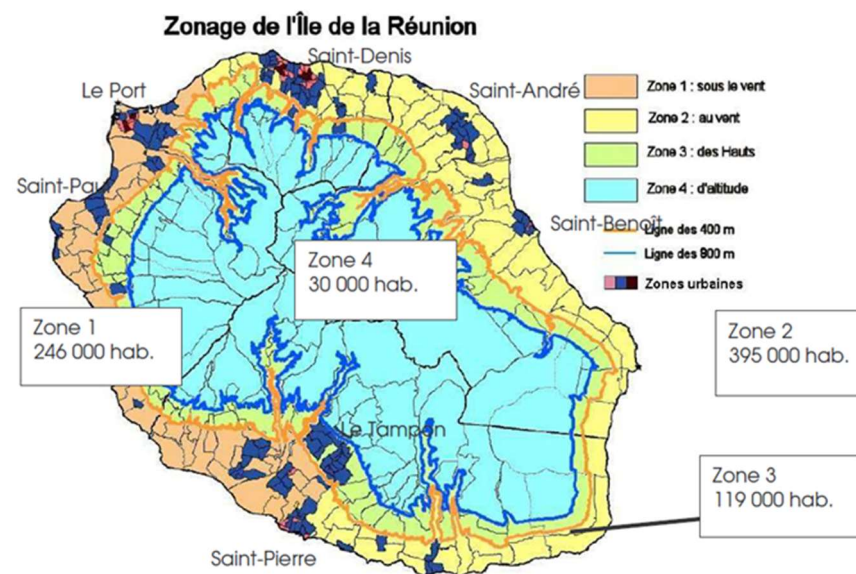 Zonage de l'Île de la Réunion
Saint-Denis
Le Port
Saint-André
Zone 1 : sous le vent
Zone 2 : au vent
Zone 3 : des Hauts
Zone 4 : d'altitude
Saint-Pau
Saint-Benoît
Ligne des 400 m
Ligne des 800 m
Zones urbaines
Zone 4
30 000 hab.
Zone 1
246 000 hab.
Zone 2
395 000 hab.
Le Tampon
Zone 3
119 000 hab.
Saint-Pierre